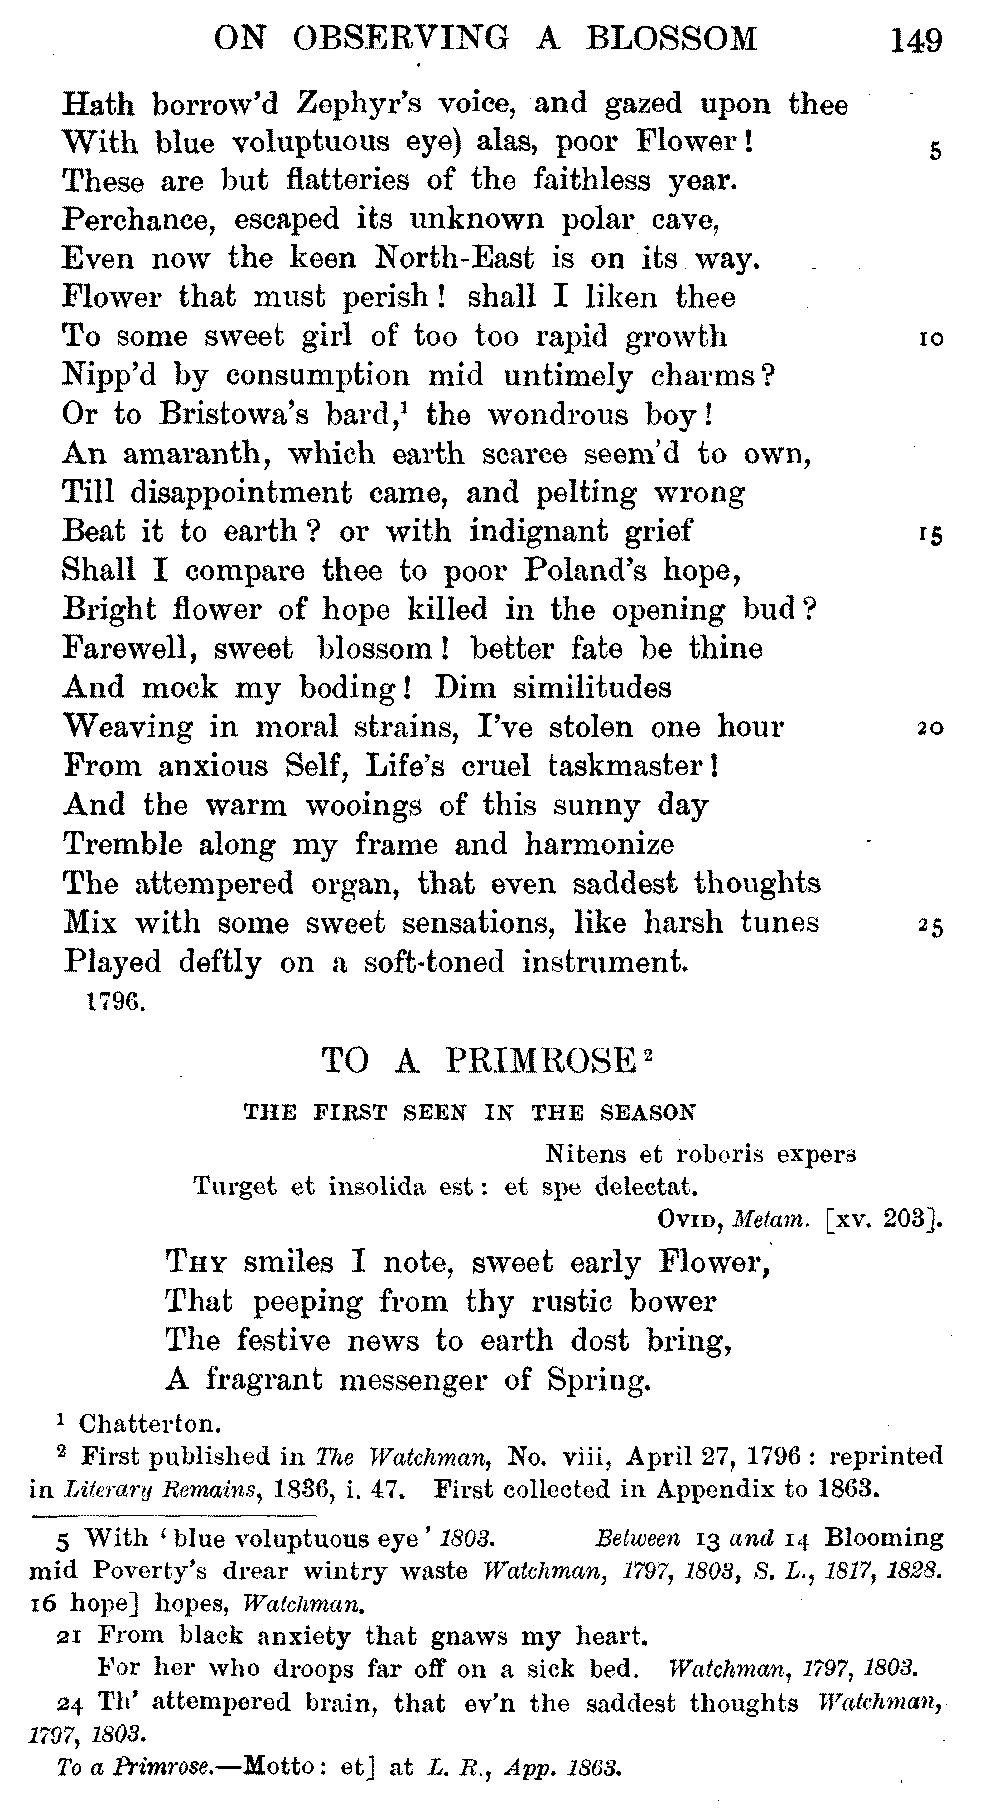 ON OBSERVING A BLOSSOM 149
Hath borrow'd Zephyr's voice, and gazed upon thee
With blue voluptuous eye) alas, poor Flower! 5
These are but flatteries of the faithless year.
Perchance, escaped its unknown polar cave,
Even now the keen North-East is on its way.
Flower that must perish! shall I liken thee
To some sweet girl of too too rapid growth 10
Nipp'd by consumption mid untimely charms?
Or to Bristowa's bard,¹ the wondrous boy!
An amaranth, which earth scarce seem'd to own,
Till disappointment came, and pelting wrong
Beat it to earth? or with indignant grief 15
Shall I compare thee to poor Poland's hope,
Bright flower of hope killed in the opening bud?
Farewell, sweet blossom! better fate be thine
And mock my boding! Dim similitudes
Weaving in moral strains, I've stolen one hour 20
From anxious Self, Life's cruel taskmaster!
And the warm wooings of this sunny day
Tremble along my frame and harmonize
The attempered organ, that even saddest thoughts
Mix with some sweet sensations, like harsh tunes 25
Played deftly on a soft-toned instrument.
1796.
TO A PRIMROSE²
THE FIRST SEEN IN THE SEASON
Nitens et roboris expers
Turget et insolida est: et spe delectat.
OVID, Metam. [xv. 203].
THY smiles I note, sweet early Flower,
That peeping from thy rustic bower
The festive news to earth dost bring,
A fragrant messenger of Spring.
¹ Chatterton.
² First published in The Watchman, No. viii, April 27, 1796: reprinted
in Literary Remains, 1836, i. 47. First collected in Appendix to 1863.
5 With 'blue voluptuous eye' 1803. Between 13 and 14 Blooming
mid Poverty's drear wintry waste Watchman, 1797, 1803, S. L., 1817, 1828.
16 hope] hopes, Watchman.
21 From black anxiety that gnaws my heart.
For her who droops far off on a sick bed. Watchman, 1797, 1803.
24 Th' attempered brain, that ev'n the saddest thoughts Watchman,
1797, 1803.
To a Primrose.—Motto: et] at L. R., App. 1863.